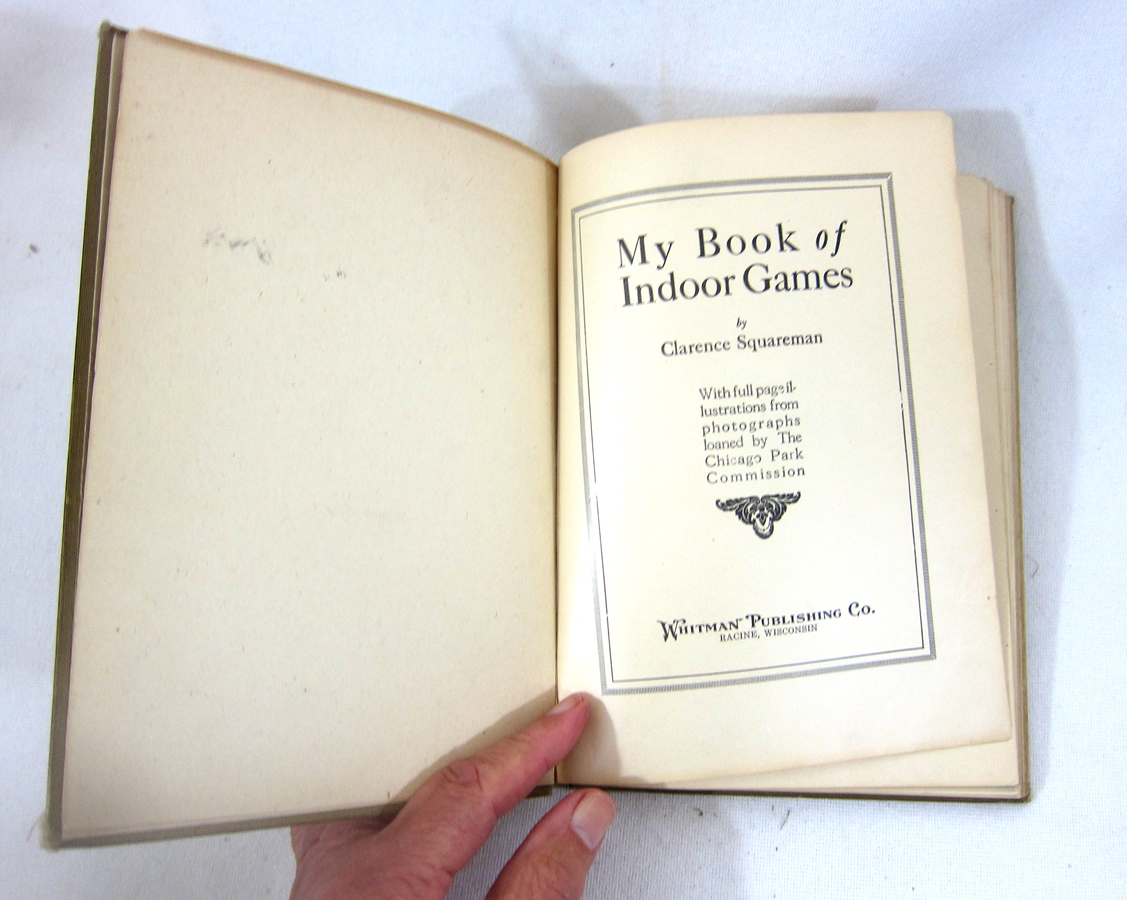 My Book of
Indoor Games
by
Clarence Squareman
With full page il-
lustrations from
photographs
loaned by The
Chicago Park
Commission
WHITMAN PUBLISHING CO.
RACINE, WISCONSIN